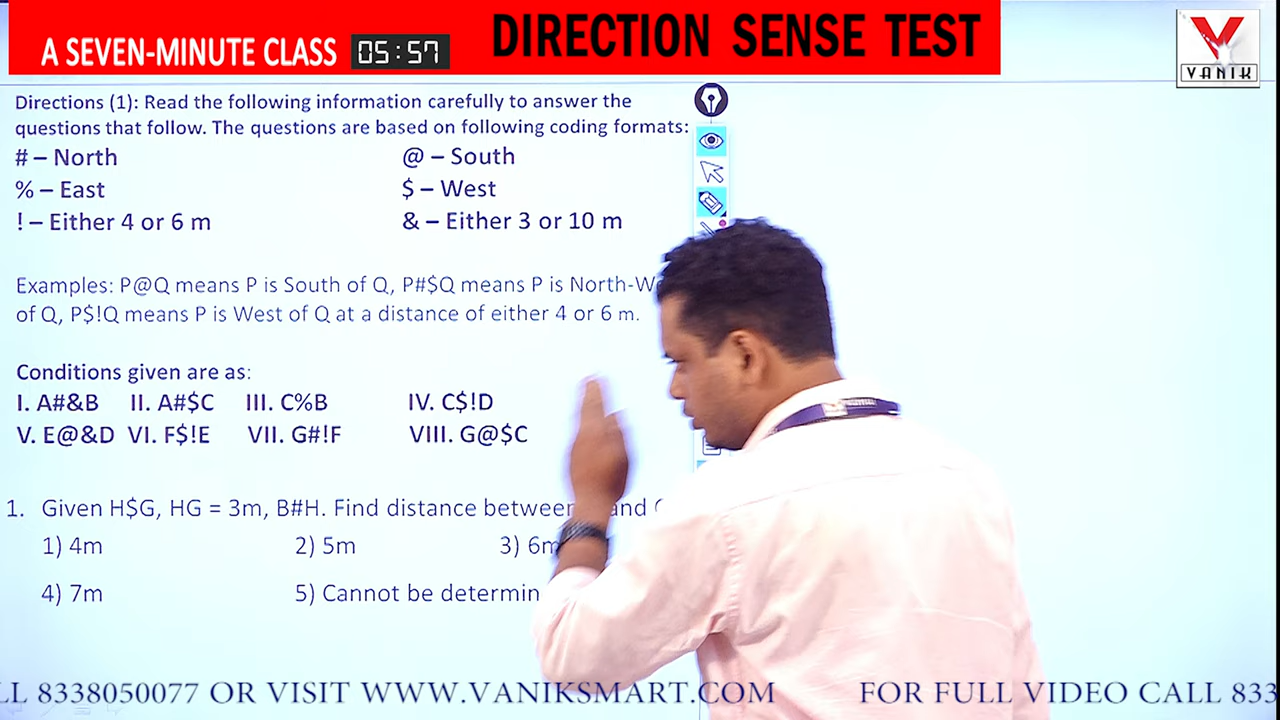 A SEVEN-MINUTE CLASS 05:57 DIRECTION SENSE TEST
VANIK
Directions (1): Read the following information carefully to answer the
questions that follow. The questions are based on following coding formats:
# – North @ – South
% – East $ – West
! – Either 4 or 6 m & – Either 3 or 10 m
Examples: P@Q means P is South of Q, P#$Q means P is
of Q, P$!Q means P is West of Q at a distance of either 4 or 6 m.
Conditions given are as:
I. A#&B II. A#$C III. C%B IV. C$!D
V. E@&D VI. F$!E VII. G#!F VIII. G@$C
1. Given H$G, HG = 3m, B#H. Find distance between and
1) 4m 2) 5m 3) 6m
4) 7m 5) Cannot be
8338050077 OR VISIT WWW.VANIKSMART.COM FOR FULL VIDEO CALL